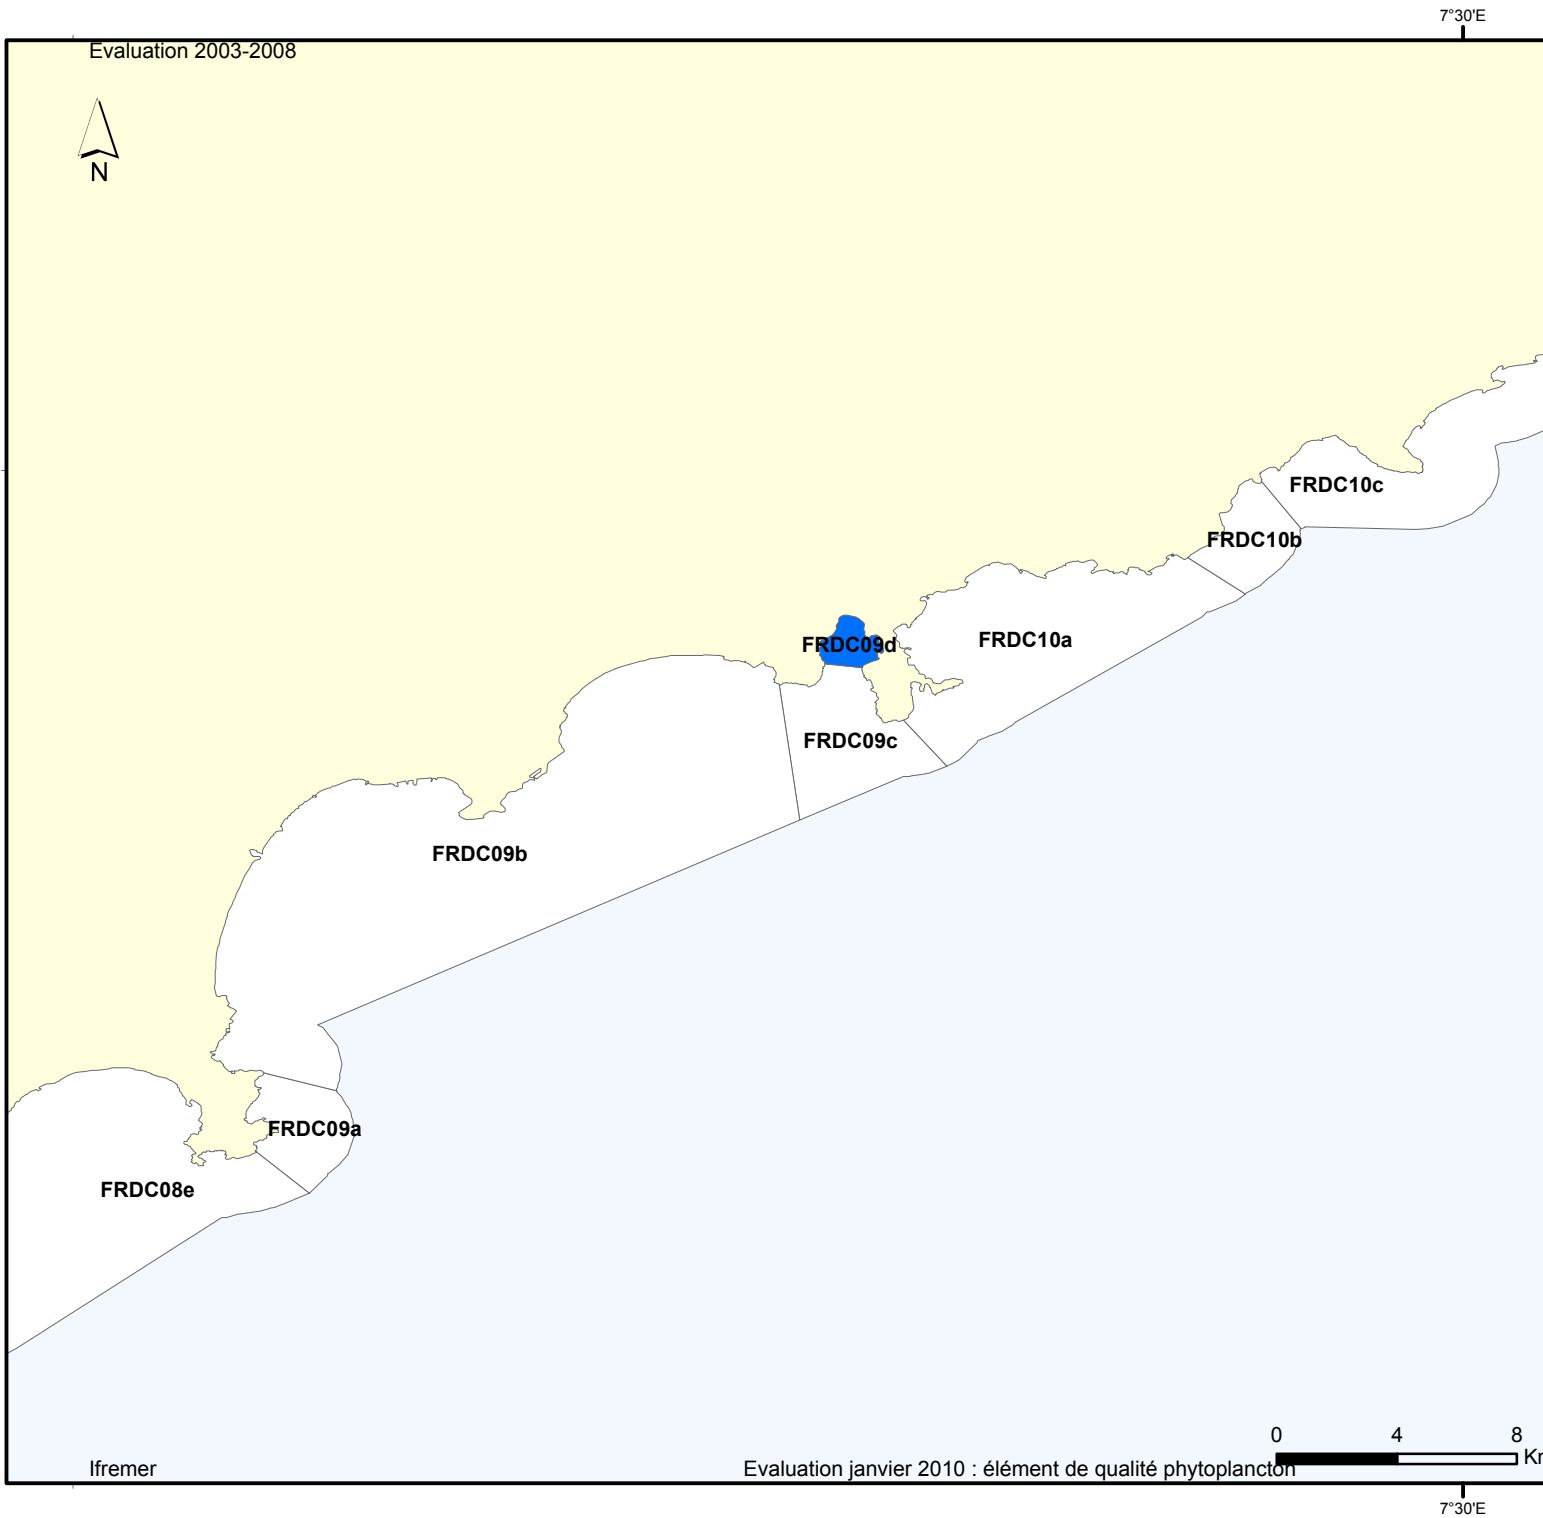 7°30'E
Evaluation 2003-2008
N
FRDC10c
FRDC10b
FRDC10a
FRDC09d
FRDC09c
FRDC09b
FRDC09a
FRDC08e
0 4 8
Ifremer
Evaluation janvier 2010 : élément de qualité phytoplancton
7°30'E